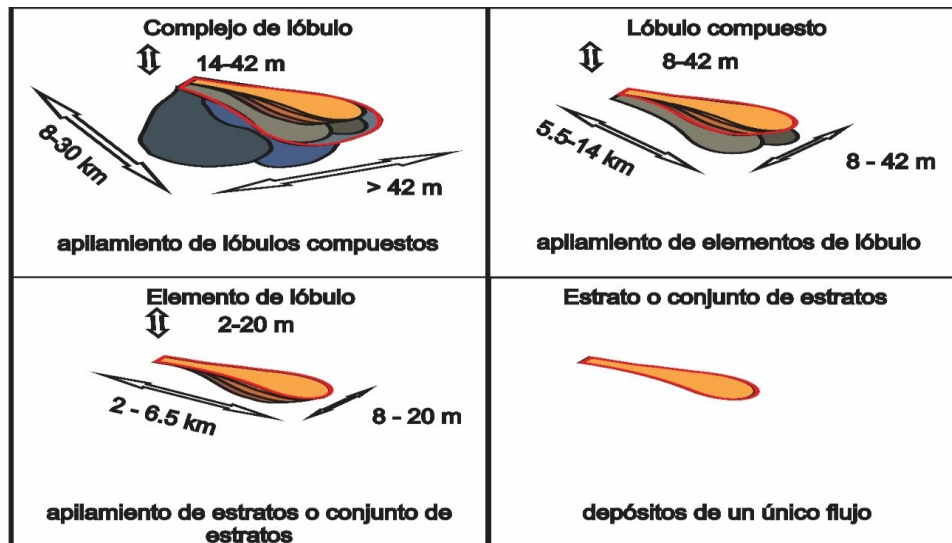 Complejo de lóbulo
14-42 m
8-30 km
> 42 m
apilamiento de lóbulos compuestos
Lóbulo compuesto
8-42 m
5.5-14 km
8 - 42 m
apilamiento de elementos de lóbulo
Elemento de lóbulo
2-20 m
2 - 6.5 km
8 - 20 m
apilamiento de estratos o conjunto de
estratos
Estrato o conjunto de estratos
depósitos de un único flujo